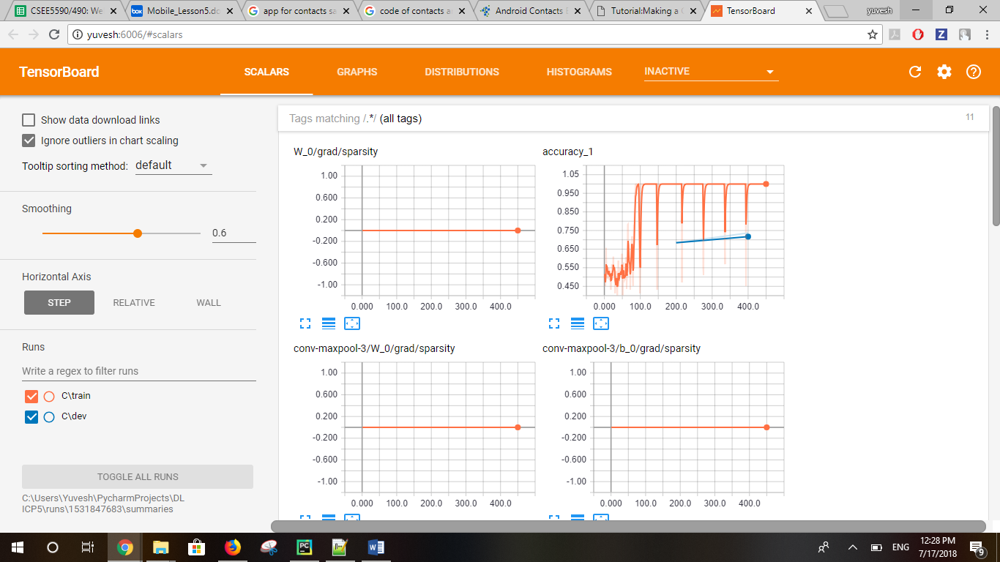 CSEE5590/490: We
Mobile_Lesson5.do
app for contacts sa
code of contacts a
Android Contacts
Tutorial:Making a
TensorBoard
yuvesh
yuvesh:6006/#scalars
TensorBoard
SCALARS
GRAPHS
DISTRIBUTIONS
HISTOGRAMS
INACTIVE
Show data download links
Ignore outliers in chart scaling
Tooltip sorting method: default
Smoothing
0.6
Horizontal Axis
STEP RELATIVE WALL
Runs
Write a regex to filter runs
C\train
C\dev
TOGGLE ALL RUNS
C:\Users\Yuvesh\PycharmProjects\DL
ICP5\runs\1531847683\summaries
Tags matching /.*/ (all tags)
11
W_0/grad/sparsity
1.00
0.600
0.200
-0.200
-0.600
-1.00
0.000 100.0 200.0 300.0 400.0
accuracy_1
1.05
0.950
0.850
0.750
0.650
0.550
0.450
0.000 100.0 200.0 300.0 400.0
conv-maxpool-3/W_0/grad/sparsity
1.00
0.600
0.200
-0.200
-0.600
-1.00
0.000 100.0 200.0 300.0 400.0
conv-maxpool-3/b_0/grad/sparsity
1.00
0.600
0.200
-0.200
-0.600
-1.00
0.000 100.0 200.0 300.0 400.0
ENG
12:28 PM
7/17/2018
9